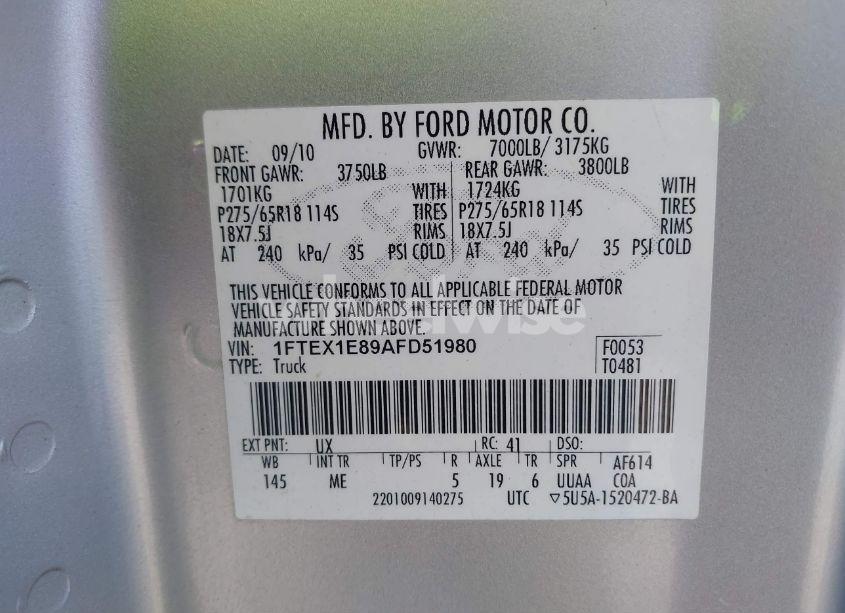 MFD. BY FORD MOTOR CO.
DATE: 09/10 GVWR: 7000LB/ 3175KG
FRONT GAWR: 3750LB REAR GAWR: 3800LB
1701KG WITH 1724KG WITH
P275/65R18 114S TIRES P275/65R18 114S TIRES
18X7.5J RIMS 18X7.5J RIMS
AT 240 kPa/ 35 PSI COLD AT 240 kPa/ 35 PSI COLD
THIS VEHICLE CONFORMS TO ALL APPLICABLE FEDERAL MOTOR
VEHICLE SAFETY STANDARDS IN EFFECT ON THE DATE OF
MANUFACTURE SHOWN ABOVE.
VIN: 1FTEX1E89AFD51980 F0053
TYPE: Truck T0481
EXT PNT: UX RC: 41 DSO:
WB INT TR TP/PS R AXLE TR SPR AF614
145 ME 5 19 6 UUAA COA
2201009140275 UTC ▽5U5A-1520472-BA